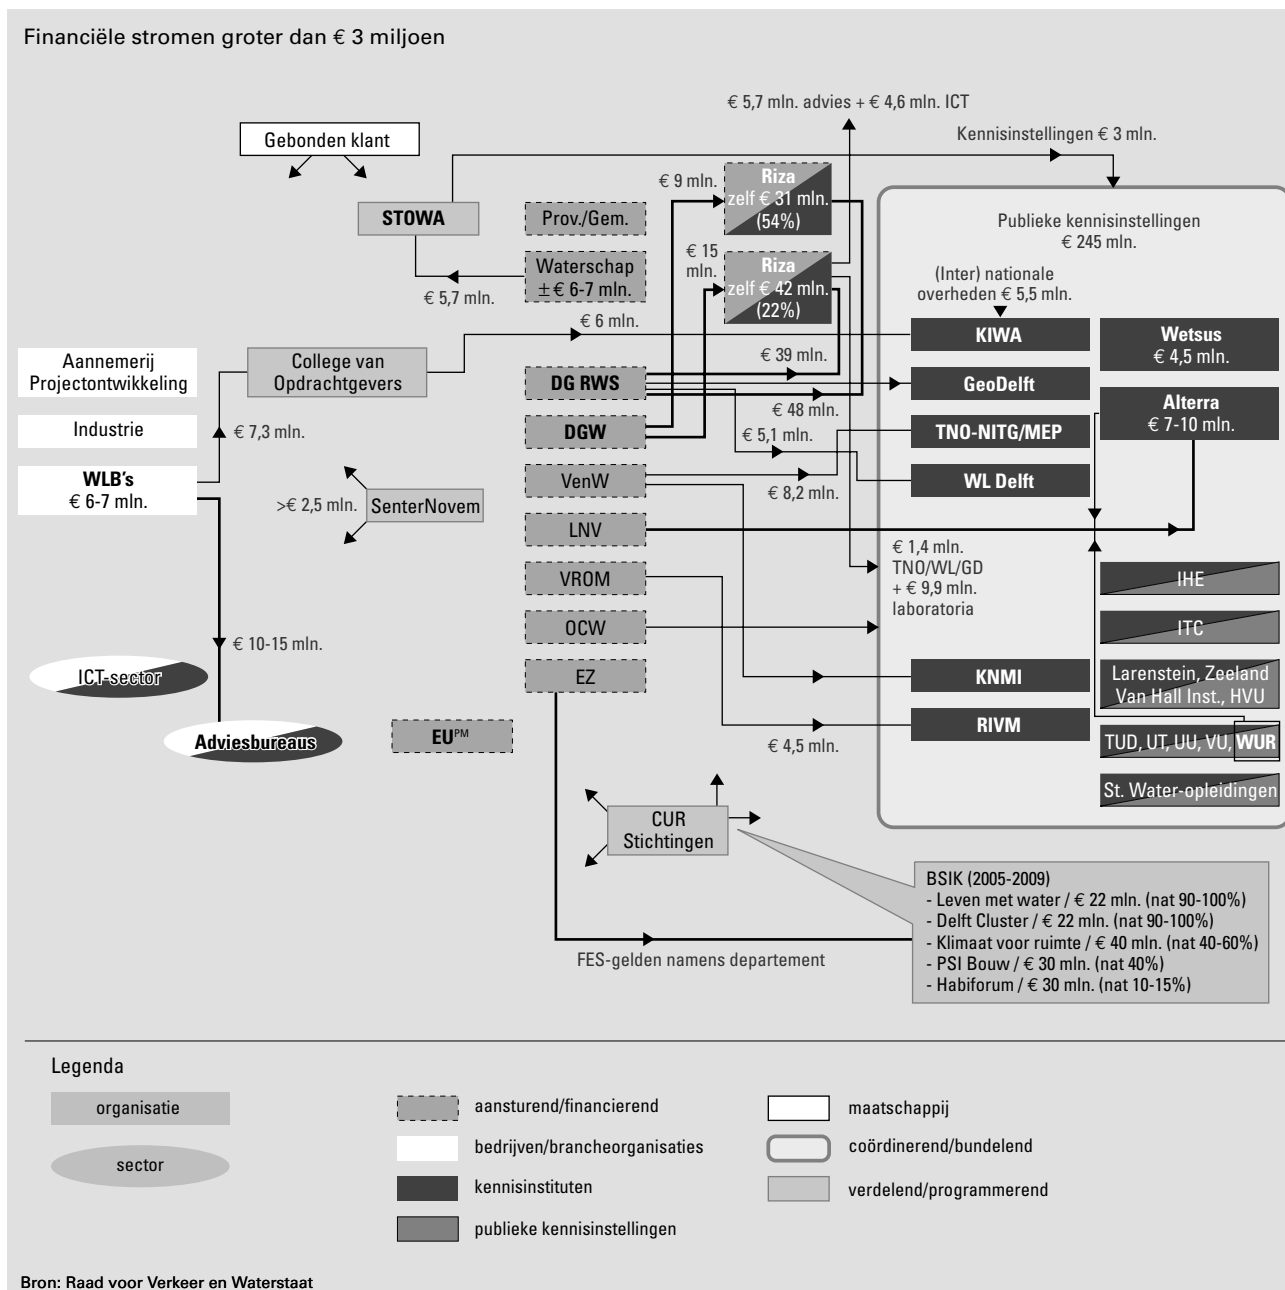 Financiële stromen groter dan € 3 miljoen
€ 5,7 mln. advies + € 4,6 mln. ICT
Gebonden klant
Kennisinstellingen € 3 mln.
€ 9 mln.
Riza
zelf € 31 mln.
(54%)
STOWA
Prov./Gem.
Publieke kennisinstellingen
€ 245 mln.
€ 15
mln.
Waterschap
± € 6-7 mln.
Riza
zelf € 42 mln.
(22%)
€ 5,7 mln.
(Inter) nationale
overheden € 5,5 mln.
€ 6 mln.
KIWA
Wetsus
€ 4,5 mln.
Aannemerij
Projectontwikkeling
College van
Opdrachtgevers
€ 39 mln.
DG RWS
GeoDelft
€ 48 mln.
Alterra
€ 7-10 mln.
Industrie
€ 7,3 mln.
DGW
€ 5,1 mln.
TNO-NITG/MEP
WLB's
€ 6-7 mln.
>€ 2,5 mln.
SenterNovem
VenW
€ 8,2 mln.
WL Delft
LNV
€ 1,4 mln.
TNO/WL/GD
+ € 9,9 mln.
laboratoria
VROM
IHE
OCW
ITC
€ 10-15 mln.
ICT-sector
EZ
KNMI
Larenstein, Zeeland
Van Hall Inst., HVU
Adviesbureaus
EUPM
€ 4,5 mln.
RIVM
TUD, UT, UU, VU, WUR
St. Water-opleidingen
CUR
Stichtingen
BSIK (2005-2009)
- Leven met water / € 22 mln. (nat 90-100%)
- Delft Cluster / € 22 mln. (nat 90-100%)
- Klimaat voor ruimte / € 40 mln. (nat 40-60%)
- PSI Bouw / € 30 mln. (nat 40%)
- Habiforum / € 30 mln. (nat 10-15%)
FES-gelden namens departement
Legenda
organisatie
sector
aansturend/financierend
bedrijven/brancheorganisaties
kennisinstituten
publieke kennisinstellingen
maatschappij
coördinerend/bundelend
verdelend/programmerend
Bron: Raad voor Verkeer en Waterstaat